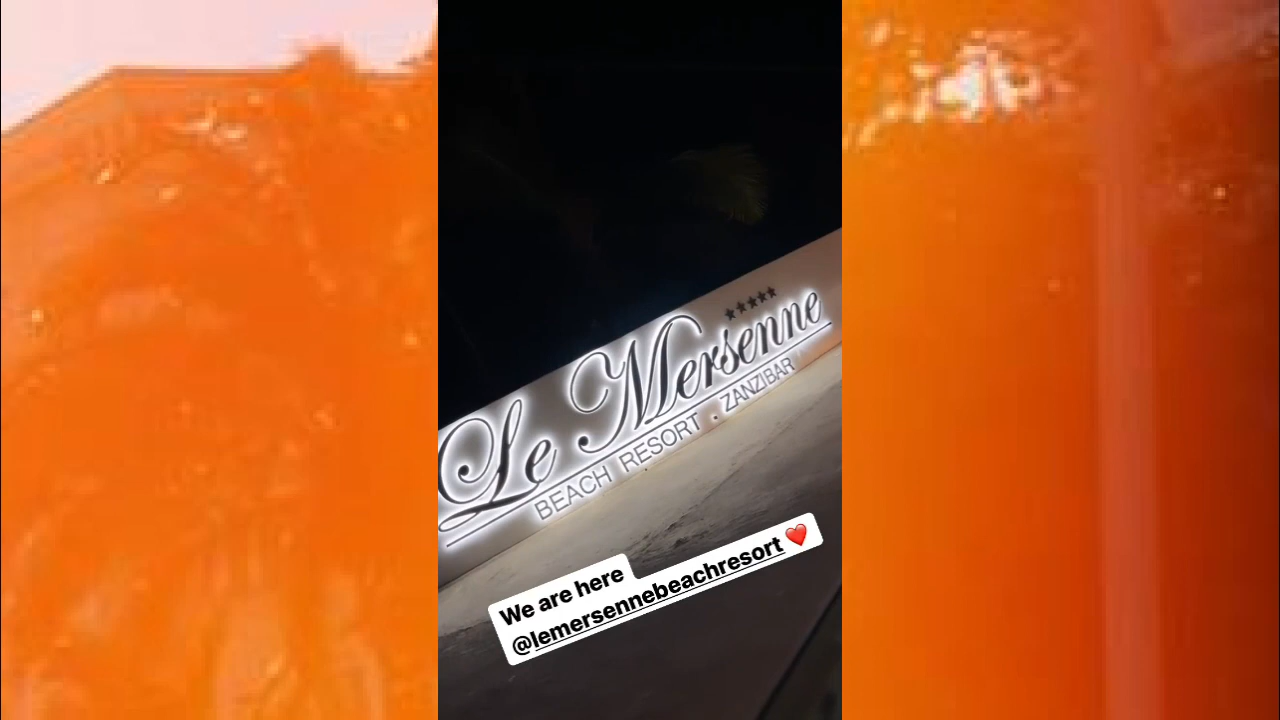 ★★★★★
Le Mersenne
BEACH RESORT . ZANZIBAR
We are here
@lemersennebeachresort ❤️